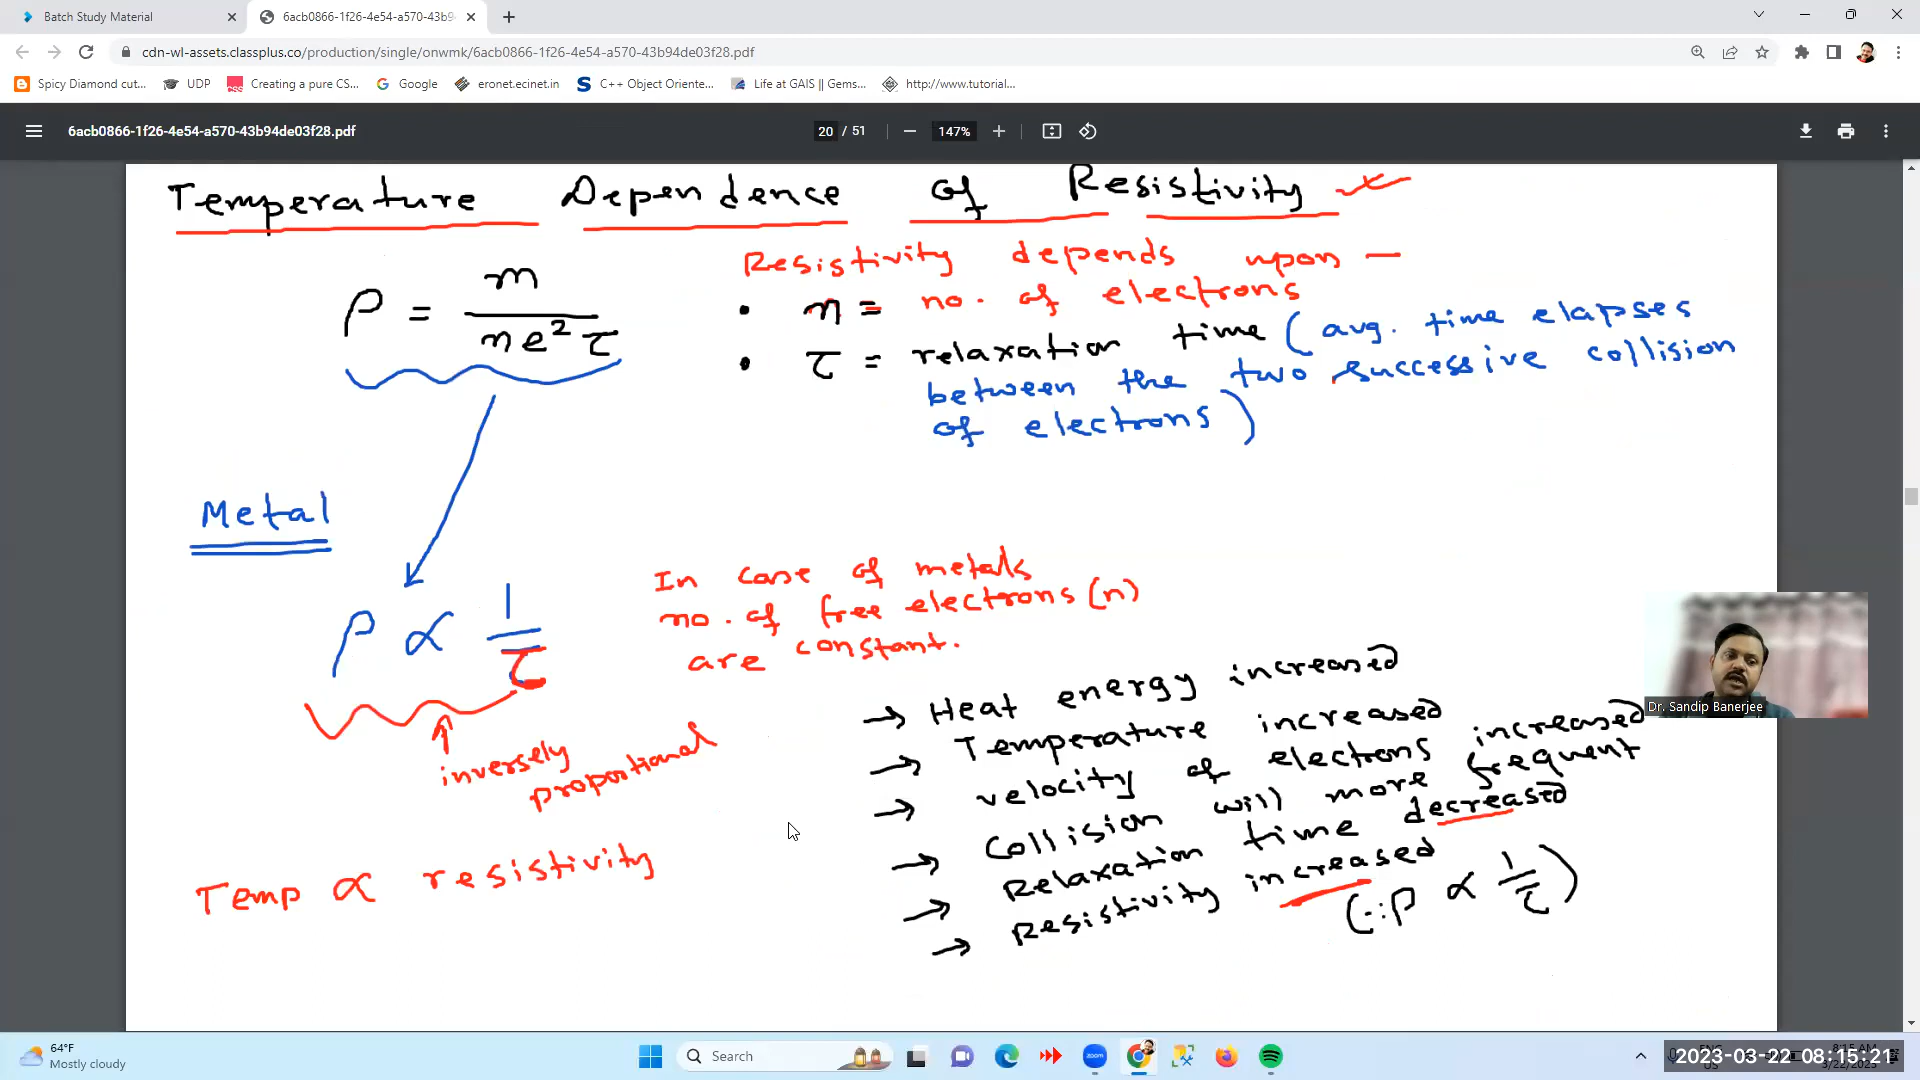 Batch Study Material
6acb0866-1f26-4e54-a570-43b9
cdn-wl-assets.classplus.co/production/single/onwmk/6acb0866-1f26-4e54-a570-43b94de03f28.pdf
Spicy Diamond cut...
UDP
Creating a pure CS...
Google
eronet.ecinet.in
C++ Object Oriente...
Life at GAIS || Gems...
http://www.tutorial...
6acb0866-1f26-4e54-a570-43b94de03f28.pdf
20 / 51
147%
Temperature Dependence of Resistivity
ρ = m / ne²τ
Resistivity depends upon —
• n = no. of electrons
• τ = relaxation time (avg. time elapses
between the two successive collision
of electrons)
Metal
ρ ∝ 1/τ
In case of metals
no. of free electrons (n)
are constant.
inversely
proportional
Temp ∝ resistivity
→ Heat energy increased
→ Temperature increased
→ velocity of electrons increased
→ Collision will more frequent
→ Relaxation time decreased
→ Resistivity increased
(∵ρ ∝ 1/τ)
Dr. Sandip Banerjee
64°F
Mostly cloudy
Search
zoom
2023-03-22 08:15:21